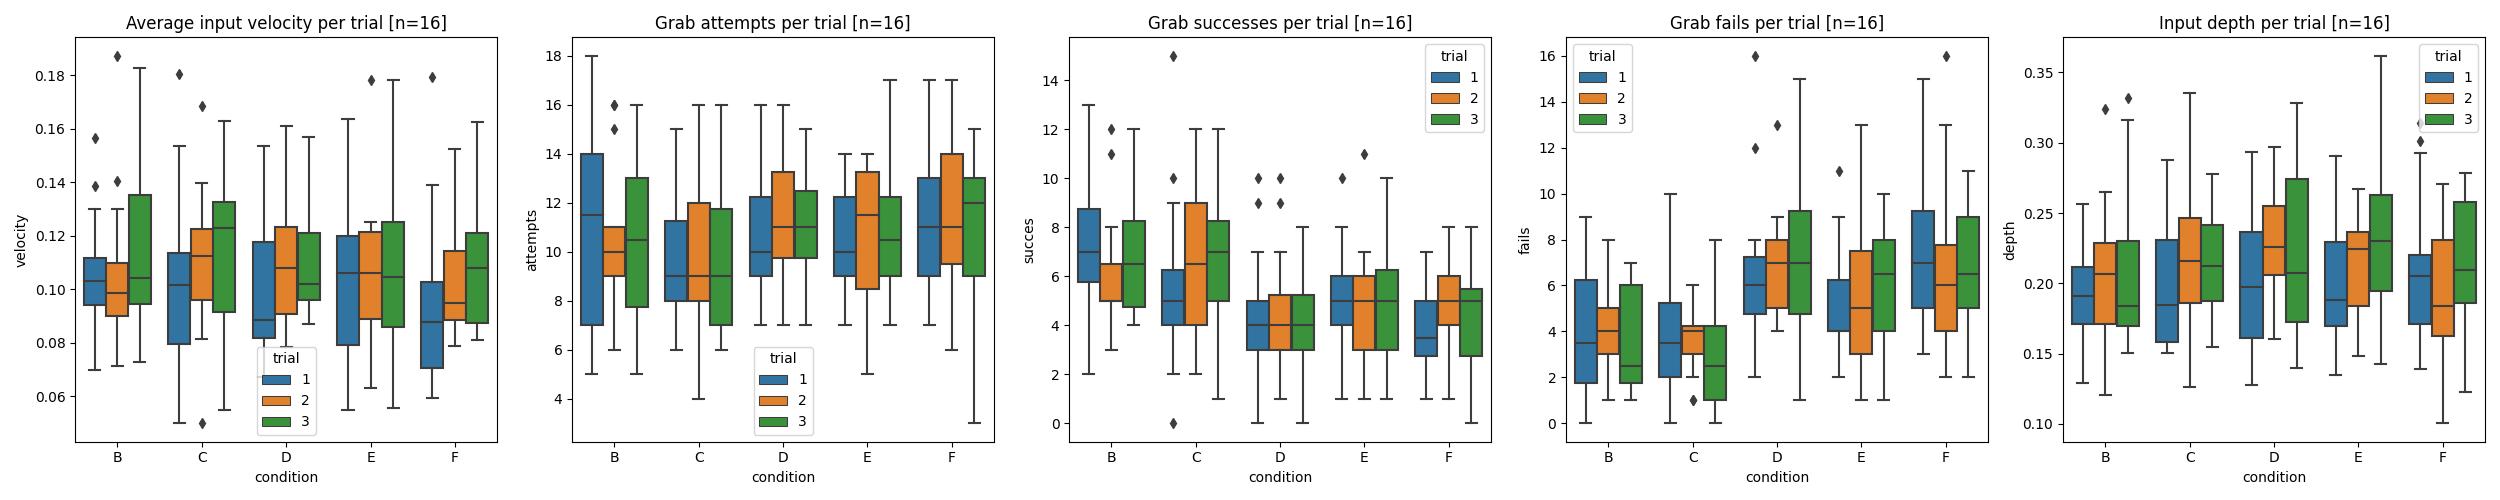 Average input velocity per trial [n=16]
velocity
0.18
0.16
0.14
0.12
0.10
0.08
0.06
trial
1
2
3
B C D E F
condition
Grab attempts per trial [n=16]
attempts
18
16
14
12
10
8
6
4
trial
1
2
3
B C D E F
condition
Grab successes per trial [n=16]
succes
14
12
10
8
6
4
2
0
trial
1
2
3
B C D E F
condition
Grab fails per trial [n=16]
fails
16
14
12
10
8
6
4
2
0
trial
1
2
3
B C D E F
condition
Input depth per trial [n=16]
depth
0.35
0.30
0.25
0.20
0.15
0.10
trial
1
2
3
B C D E F
condition